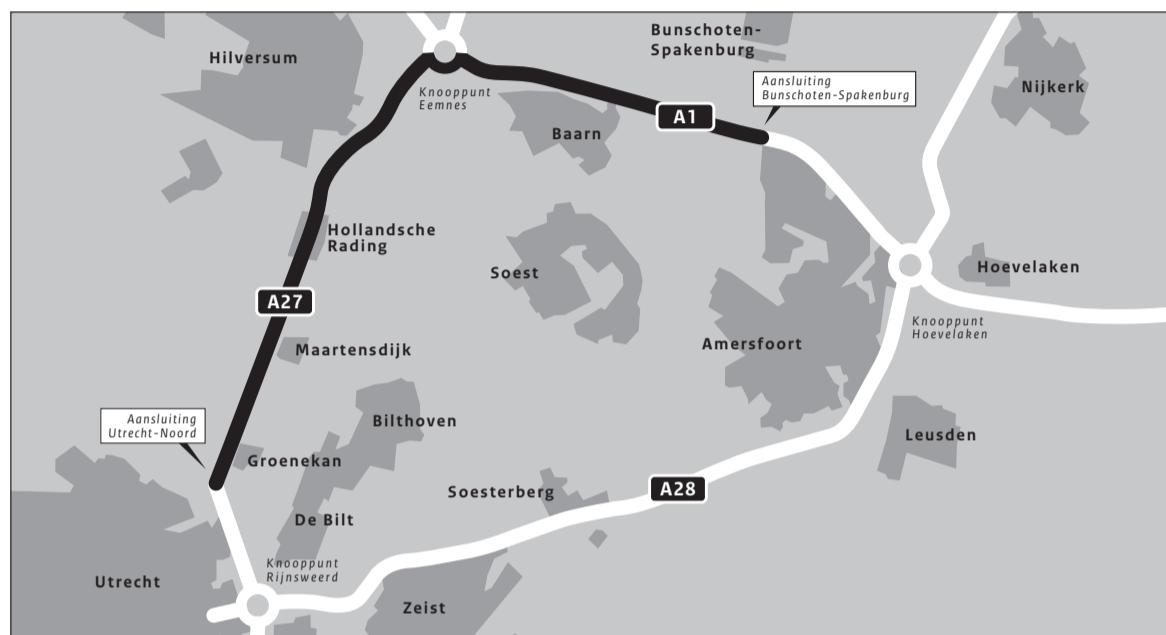 Bunschoten-
Spakenburg
Hilversum
Aansluiting
Bunschoten-Spakenburg
Nijkerk
Knooppunt
Eemnes
A1
Baarn
Hollandsche
Rading
Soest
Hoevelaken
A27
Knooppunt
Hoevelaken
Maartensdijk
Amersfoort
Aansluiting
Utrecht-Noord
Bilthoven
Leusden
Groenekan
Soesterberg
A28
De Bilt
Knooppunt
Rijnsweerd
Utrecht
Zeist